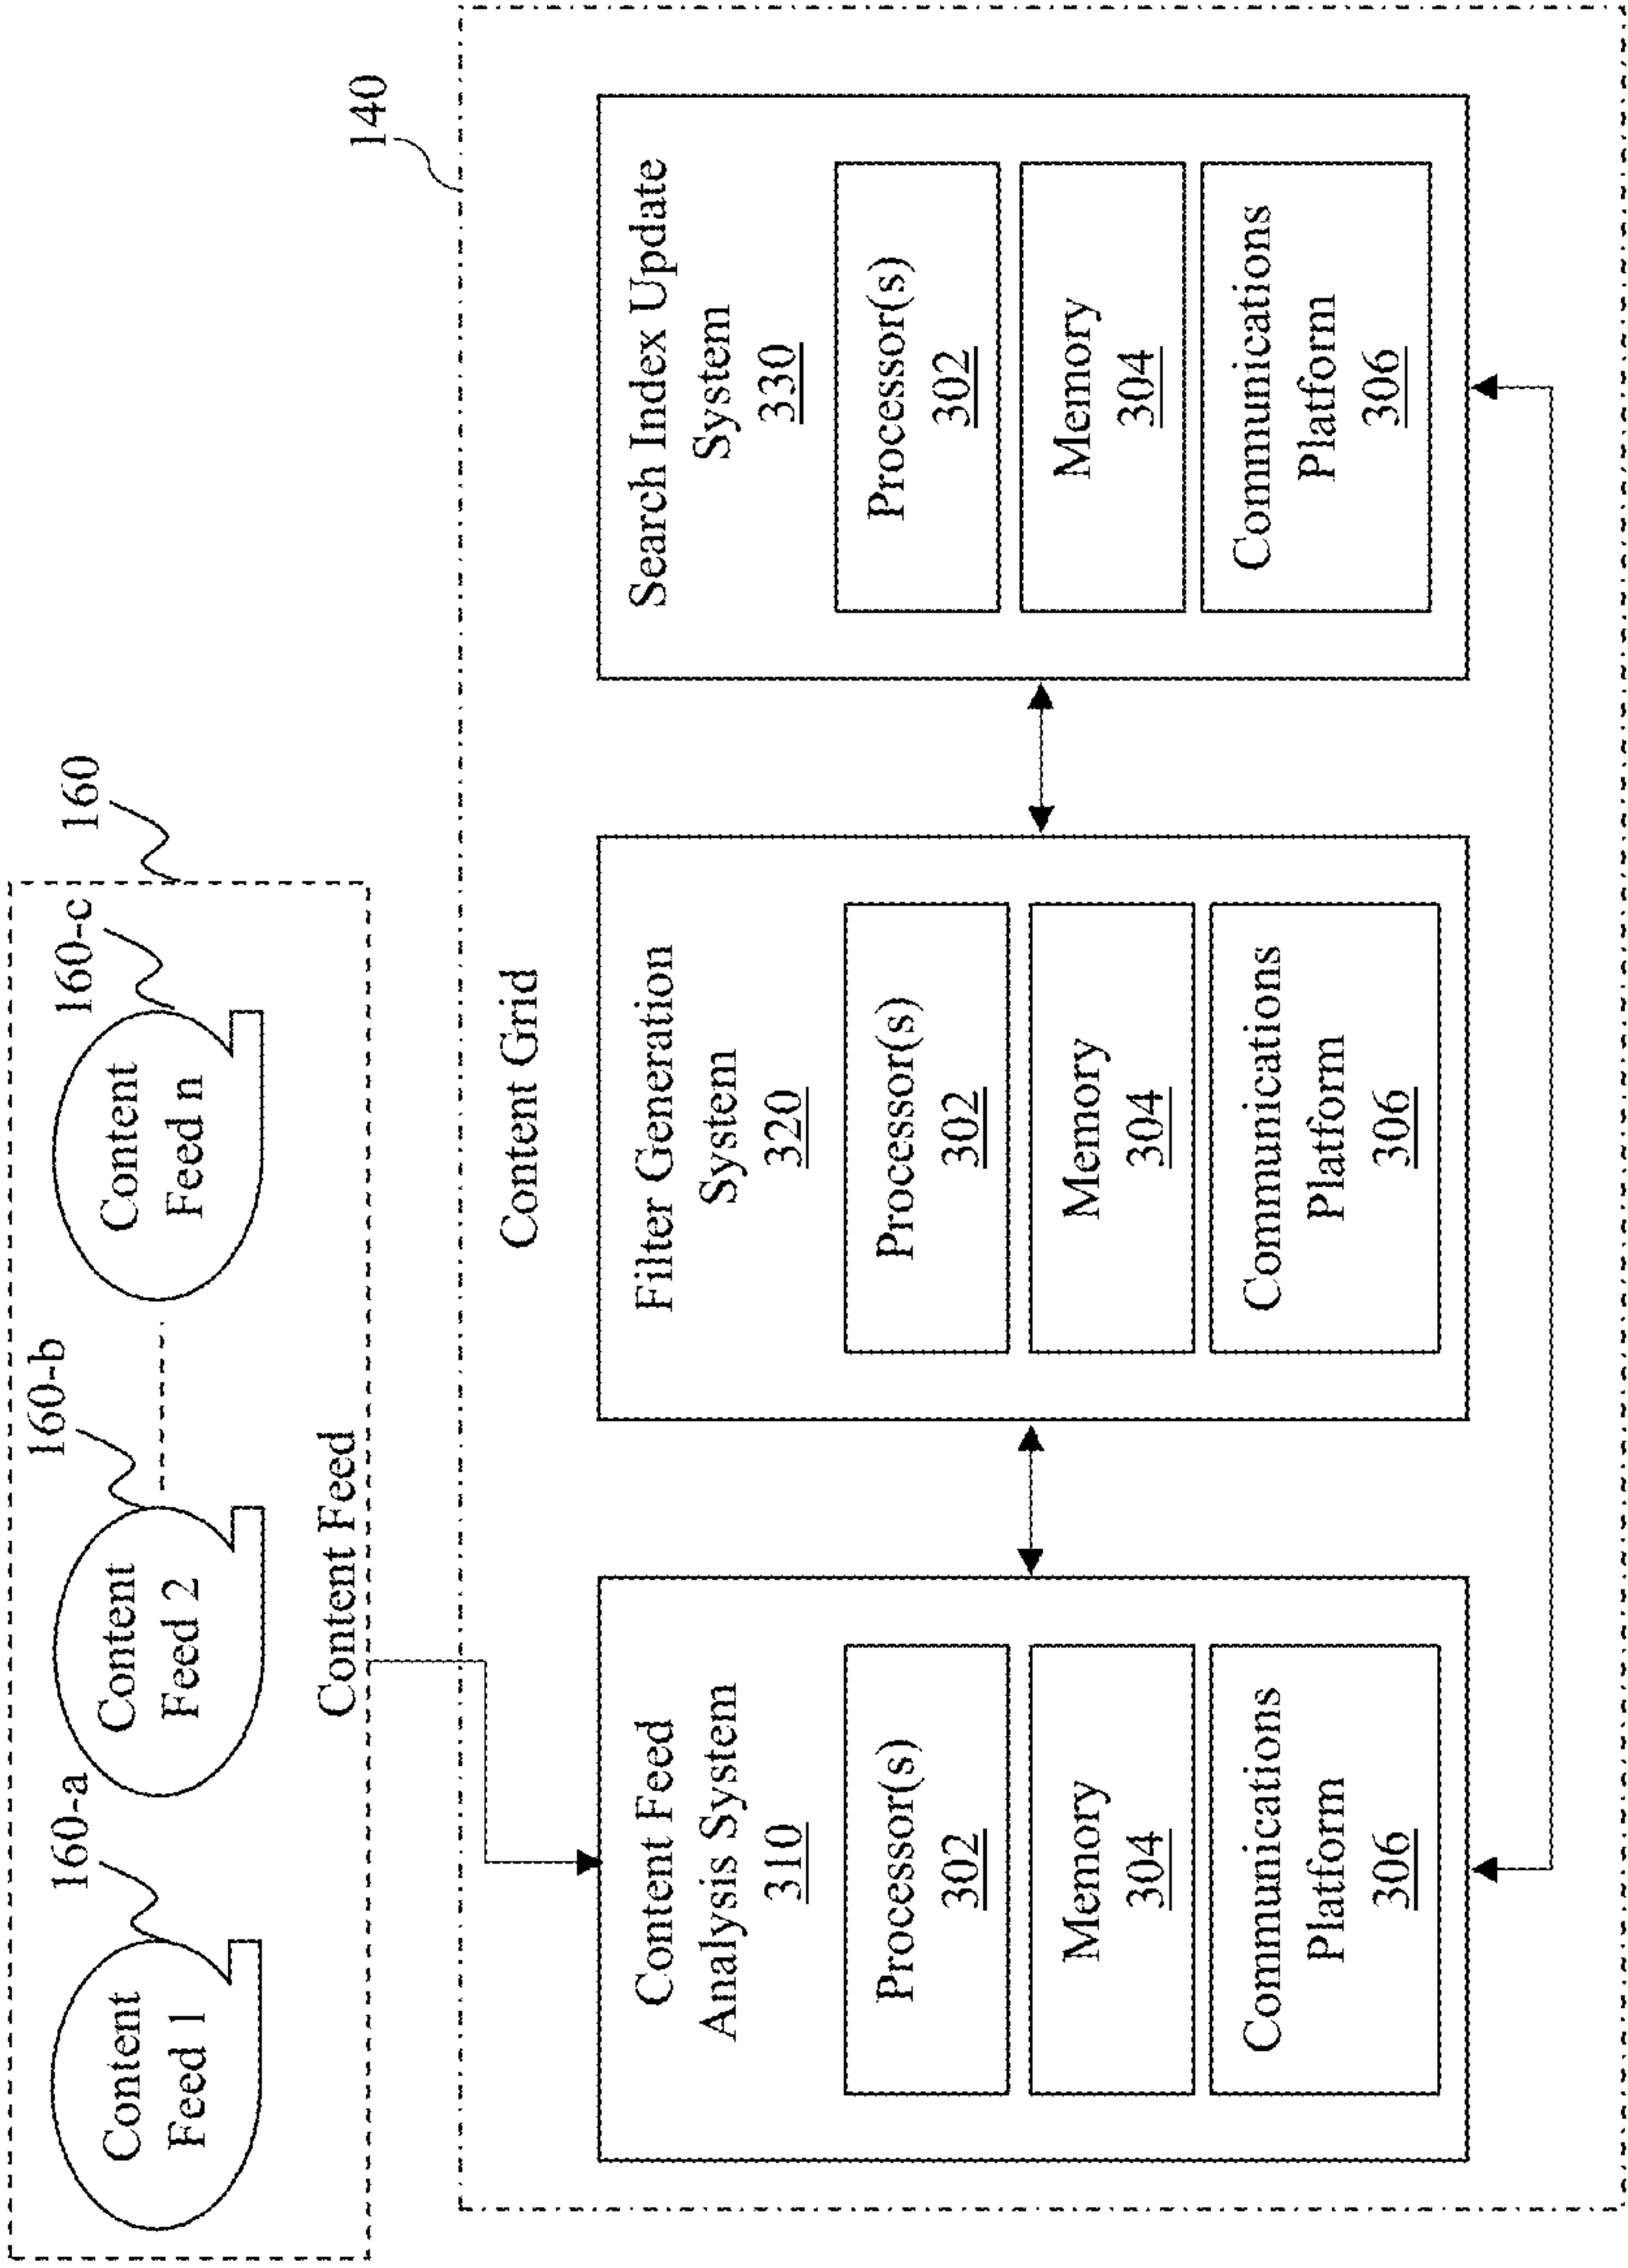 160
160-a
160-b
160-c
Content
Feed 1
Content
Feed 2
Content
Feed n
Content Feed
140
Content Grid
Content Feed
Analysis System
310
Processor(s)
302
Memory
304
Communications
Platform
306
Filter Generation
System
320
Processor(s)
302
Memory
304
Communications
Platform
306
Search Index Update
System
330
Processor(s)
302
Memory
304
Communications
Platform
306